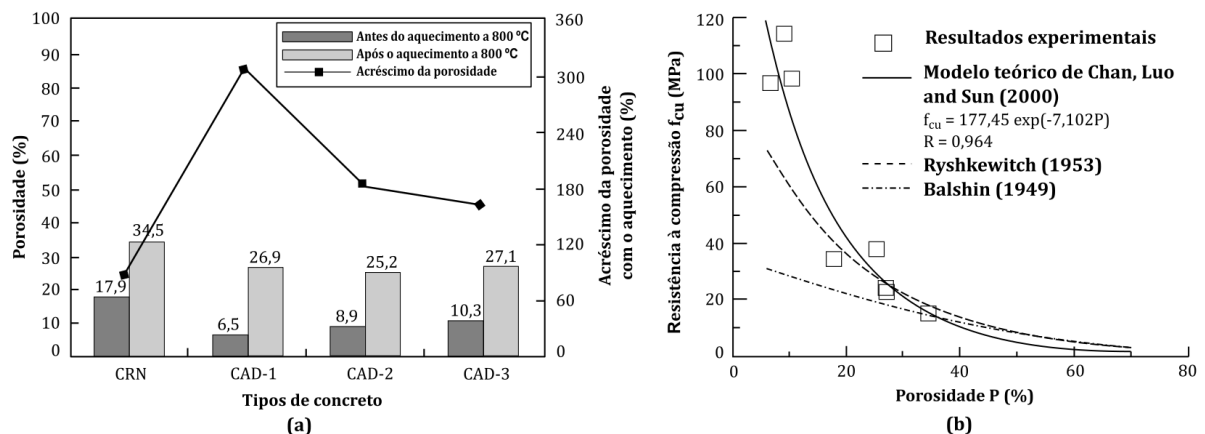 100
90
80
70
60
50
40
30
20
10
0
Porosidade (%)
Antes do aquecimento a 800 °C
Após o aquecimento a 800 °C
Acréscimo da porosidade
360
300
240
180
120
60
0
Acréscimo da porosidade
com o aquecimento (%)
17,9
34,5
6,5
26,9
8,9
25,2
10,3
27,1
CRN
CAD-1
CAD-2
CAD-3
Tipos de concreto
(a)
120
100
80
60
40
20
0
Resistência à compressão fcu (MPa)
Resultados experimentais
Modelo teórico de Chan, Luo
and Sun (2000)
fcu = 177,45 exp(-7,102P)
R = 0,964
Ryshkewitch (1953)
Balshin (1949)
0
20
40
60
80
Porosidade P (%)
(b)